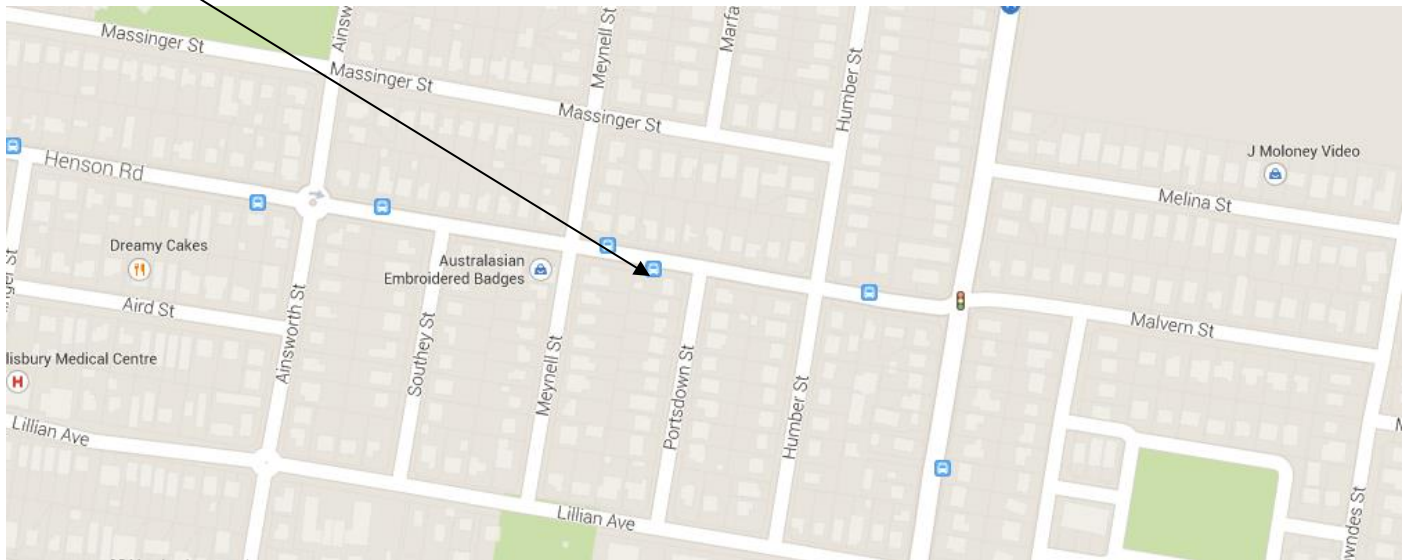 Massinger St
Ainsw
Massinger St
Meynell St
Marfa
Massinger St
Humber St
J Moloney Video
Melina St
Henson Rd
Dreamy Cakes
Australasian
Embroidered Badges
Aird St
Ainsworth St
Southey St
Meynell St
Portsdown St
Humber St
Malvern St
lisbury Medical Centre
H
Lillian Ave
Lillian Ave
wndes St